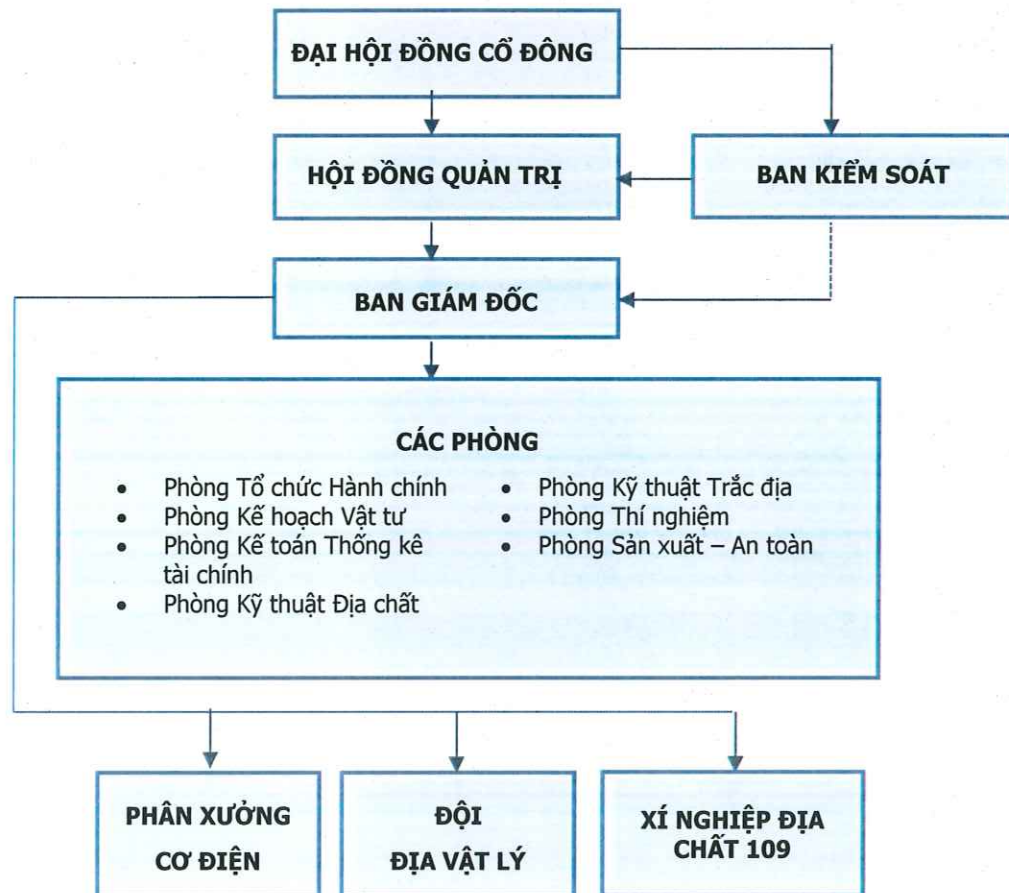 ĐẠI HỘI ĐỒNG CỔ ĐÔNG
HỘI ĐỒNG QUẢN TRỊ
BAN KIỂM SOÁT
BAN GIÁM ĐỐC
CÁC PHÒNG
• Phòng Tổ chức Hành chính
• Phòng Kế hoạch Vật tư
• Phòng Kế toán Thống kê
tài chính
• Phòng Kỹ thuật Địa chất
• Phòng Kỹ thuật Trắc địa
• Phòng Thí nghiệm
• Phòng Sản xuất – An toàn
PHÂN XƯỞNG
CƠ ĐIỆN
ĐỘI
ĐỊA VẬT LÝ
XÍ NGHIỆP ĐỊA
CHẤT 109